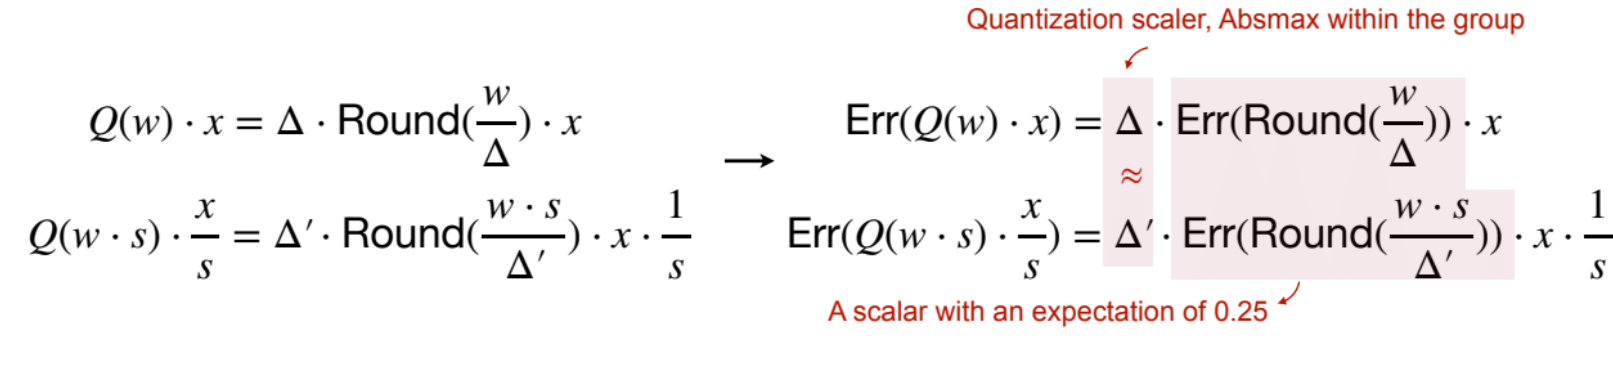 Quantization scaler, Absmax within the group
Q(w) · x = Δ · Round(w/Δ) · x
→
Err(Q(w) · x) = Δ · Err(Round(w/Δ)) · x
≈
Q(w · s) · x/s = Δ′ · Round(w · s/Δ′) · x · 1/s
Err(Q(w · s) · x/s) = Δ′ · Err(Round(w · s/Δ′)) · x · 1/s
A scalar with an expectation of 0.25